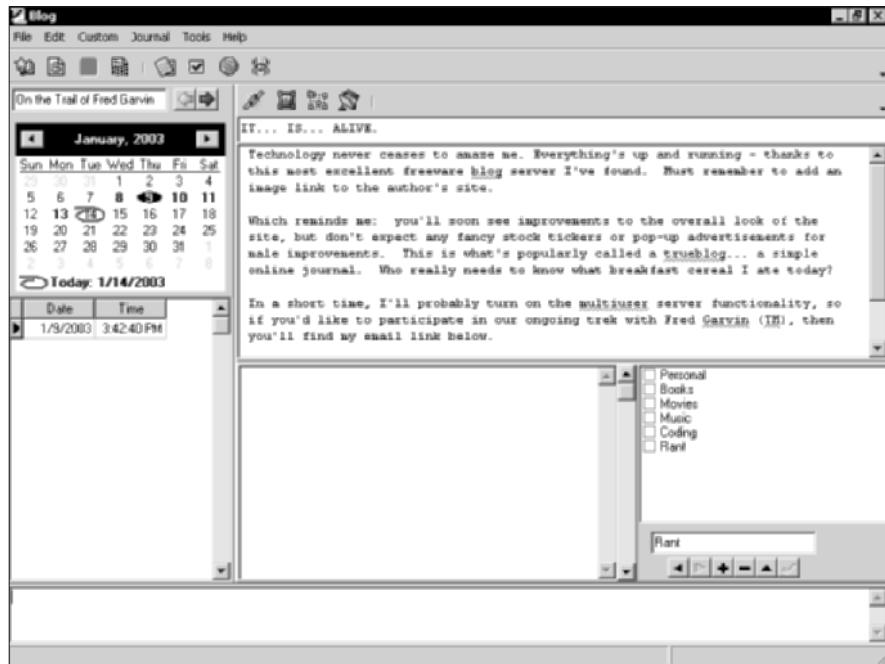 Blog
File Edit Custom Journal Tools Help
On the Trail of Fred Garvin
January, 2003
Sun Mon Tue Wed Thu Fri Sat
29 30 31 1 2 3 4
5 6 7 8 9 10 11
12 13 14 15 16 17 18
19 20 21 22 23 24 25
26 27 28 29 30 31 1
2 3 4 5 6 7 8
Today: 1/14/2003
Date Time
1/9/2003 3:42:40 PM
IT... IS... ALIVE.
Technology never ceases to amaze me. Everything's up and running - thanks to
this most excellent freeware blog server I've found. Must remember to add an
image link to the author's site.
Which reminds me: you'll soon see improvements to the overall look of the
site, but don't expect any fancy stock tickers or pop-up advertisements for
male improvements. This is what's popularly called a trueblog... a simple
online journal. Who really needs to know what breakfast cereal I ate today?
In a short time, I'll probably turn on the multiuser server functionality, so
if you'd like to participate in our ongoing trek with Fred Garvin (TM), then
you'll find my email link below.
Personal
Books
Movies
Music
Coding
Rant
Rant